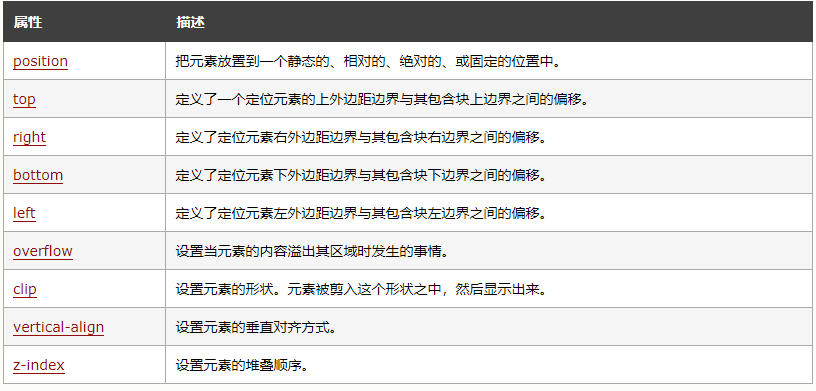 属性 描述
position 把元素放置到一个静态的、相对的、绝对的、或固定的位置中。
top 定义了一个定位元素的上外边距边界与其包含块上边界之间的偏移。
right 定义了定位元素右外边距边界与其包含块右边界之间的偏移。
bottom 定义了定位元素下外边距边界与其包含块下边界之间的偏移。
left 定义了定位元素左外边距边界与其包含块左边界之间的偏移。
overflow 设置当元素的内容溢出其区域时发生的事情。
clip 设置元素的形状。元素被剪入这个形状之中，然后显示出来。
vertical-align 设置元素的垂直对齐方式。
z-index 设置元素的堆叠顺序。